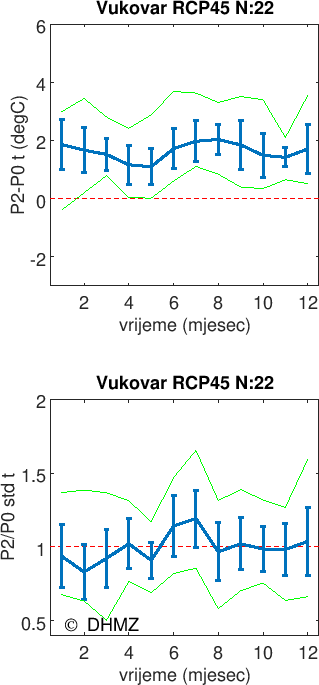 Vukovar RCP45 N:22
6
4
2
0
-2
P2-P0 t (degC)
2 4 6 8 10 12
vrijeme (mjesec)
Vukovar RCP45 N:22
2
1.5
1
0.5
P2/P0 std t
© DHMZ
2 4 6 8 10 12
vrijeme (mjesec)